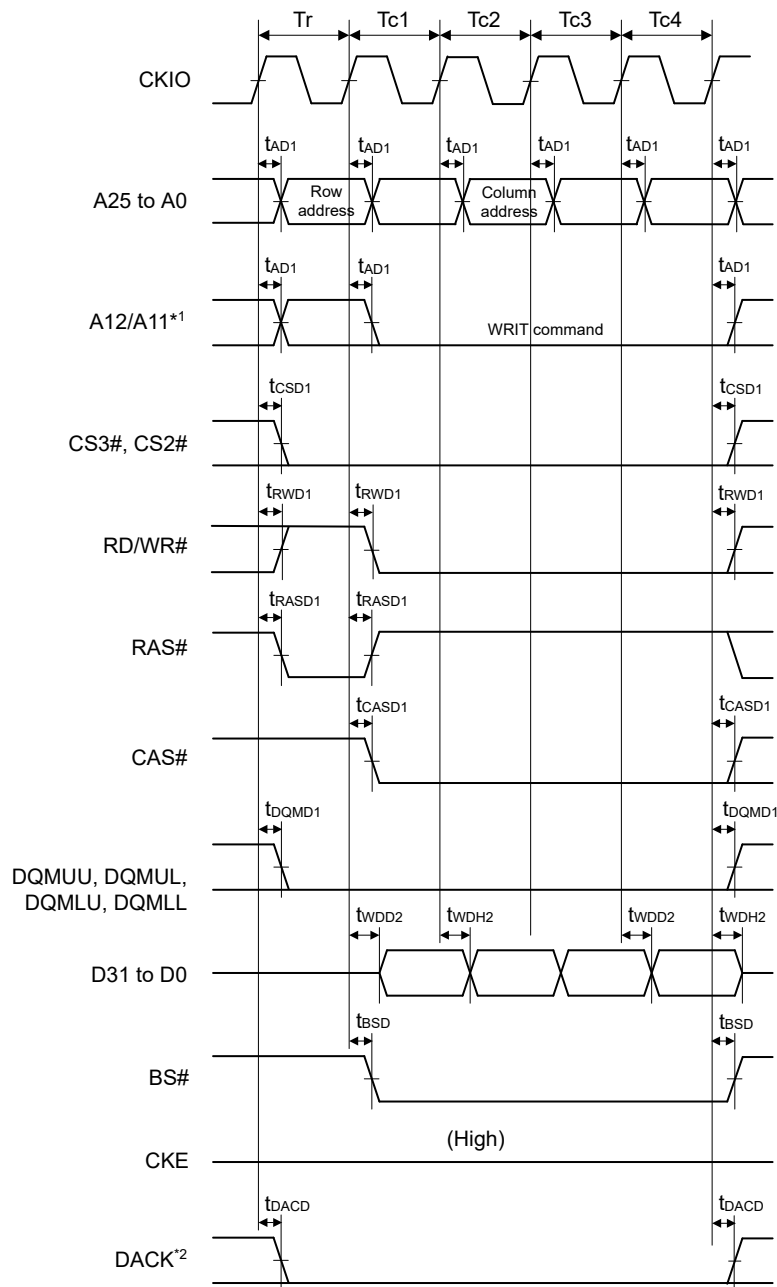 Tr Tc1 Tc2 Tc3 Tc4
CKIO
tAD1 tAD1 tAD1 tAD1 tAD1 tAD1
A25 to A0
Row
address
Column
address
tAD1 tAD1 tAD1
A12/A11*1
WRIT command
tCSD1 tCSD1
CS3#, CS2#
tRWD1 tRWD1 tRWD1
RD/WR#
tRASD1 tRASD1
RAS#
tCASD1 tCASD1
CAS#
tDQMD1 tDQMD1
DQMUU, DQMUL,
DQMLU, DQMLL
tWDD2 tWDH2 tWDD2 tWDH2
D31 to D0
tBSD tBSD
BS#
(High)
CKE
tDACD tDACD
DACK*2